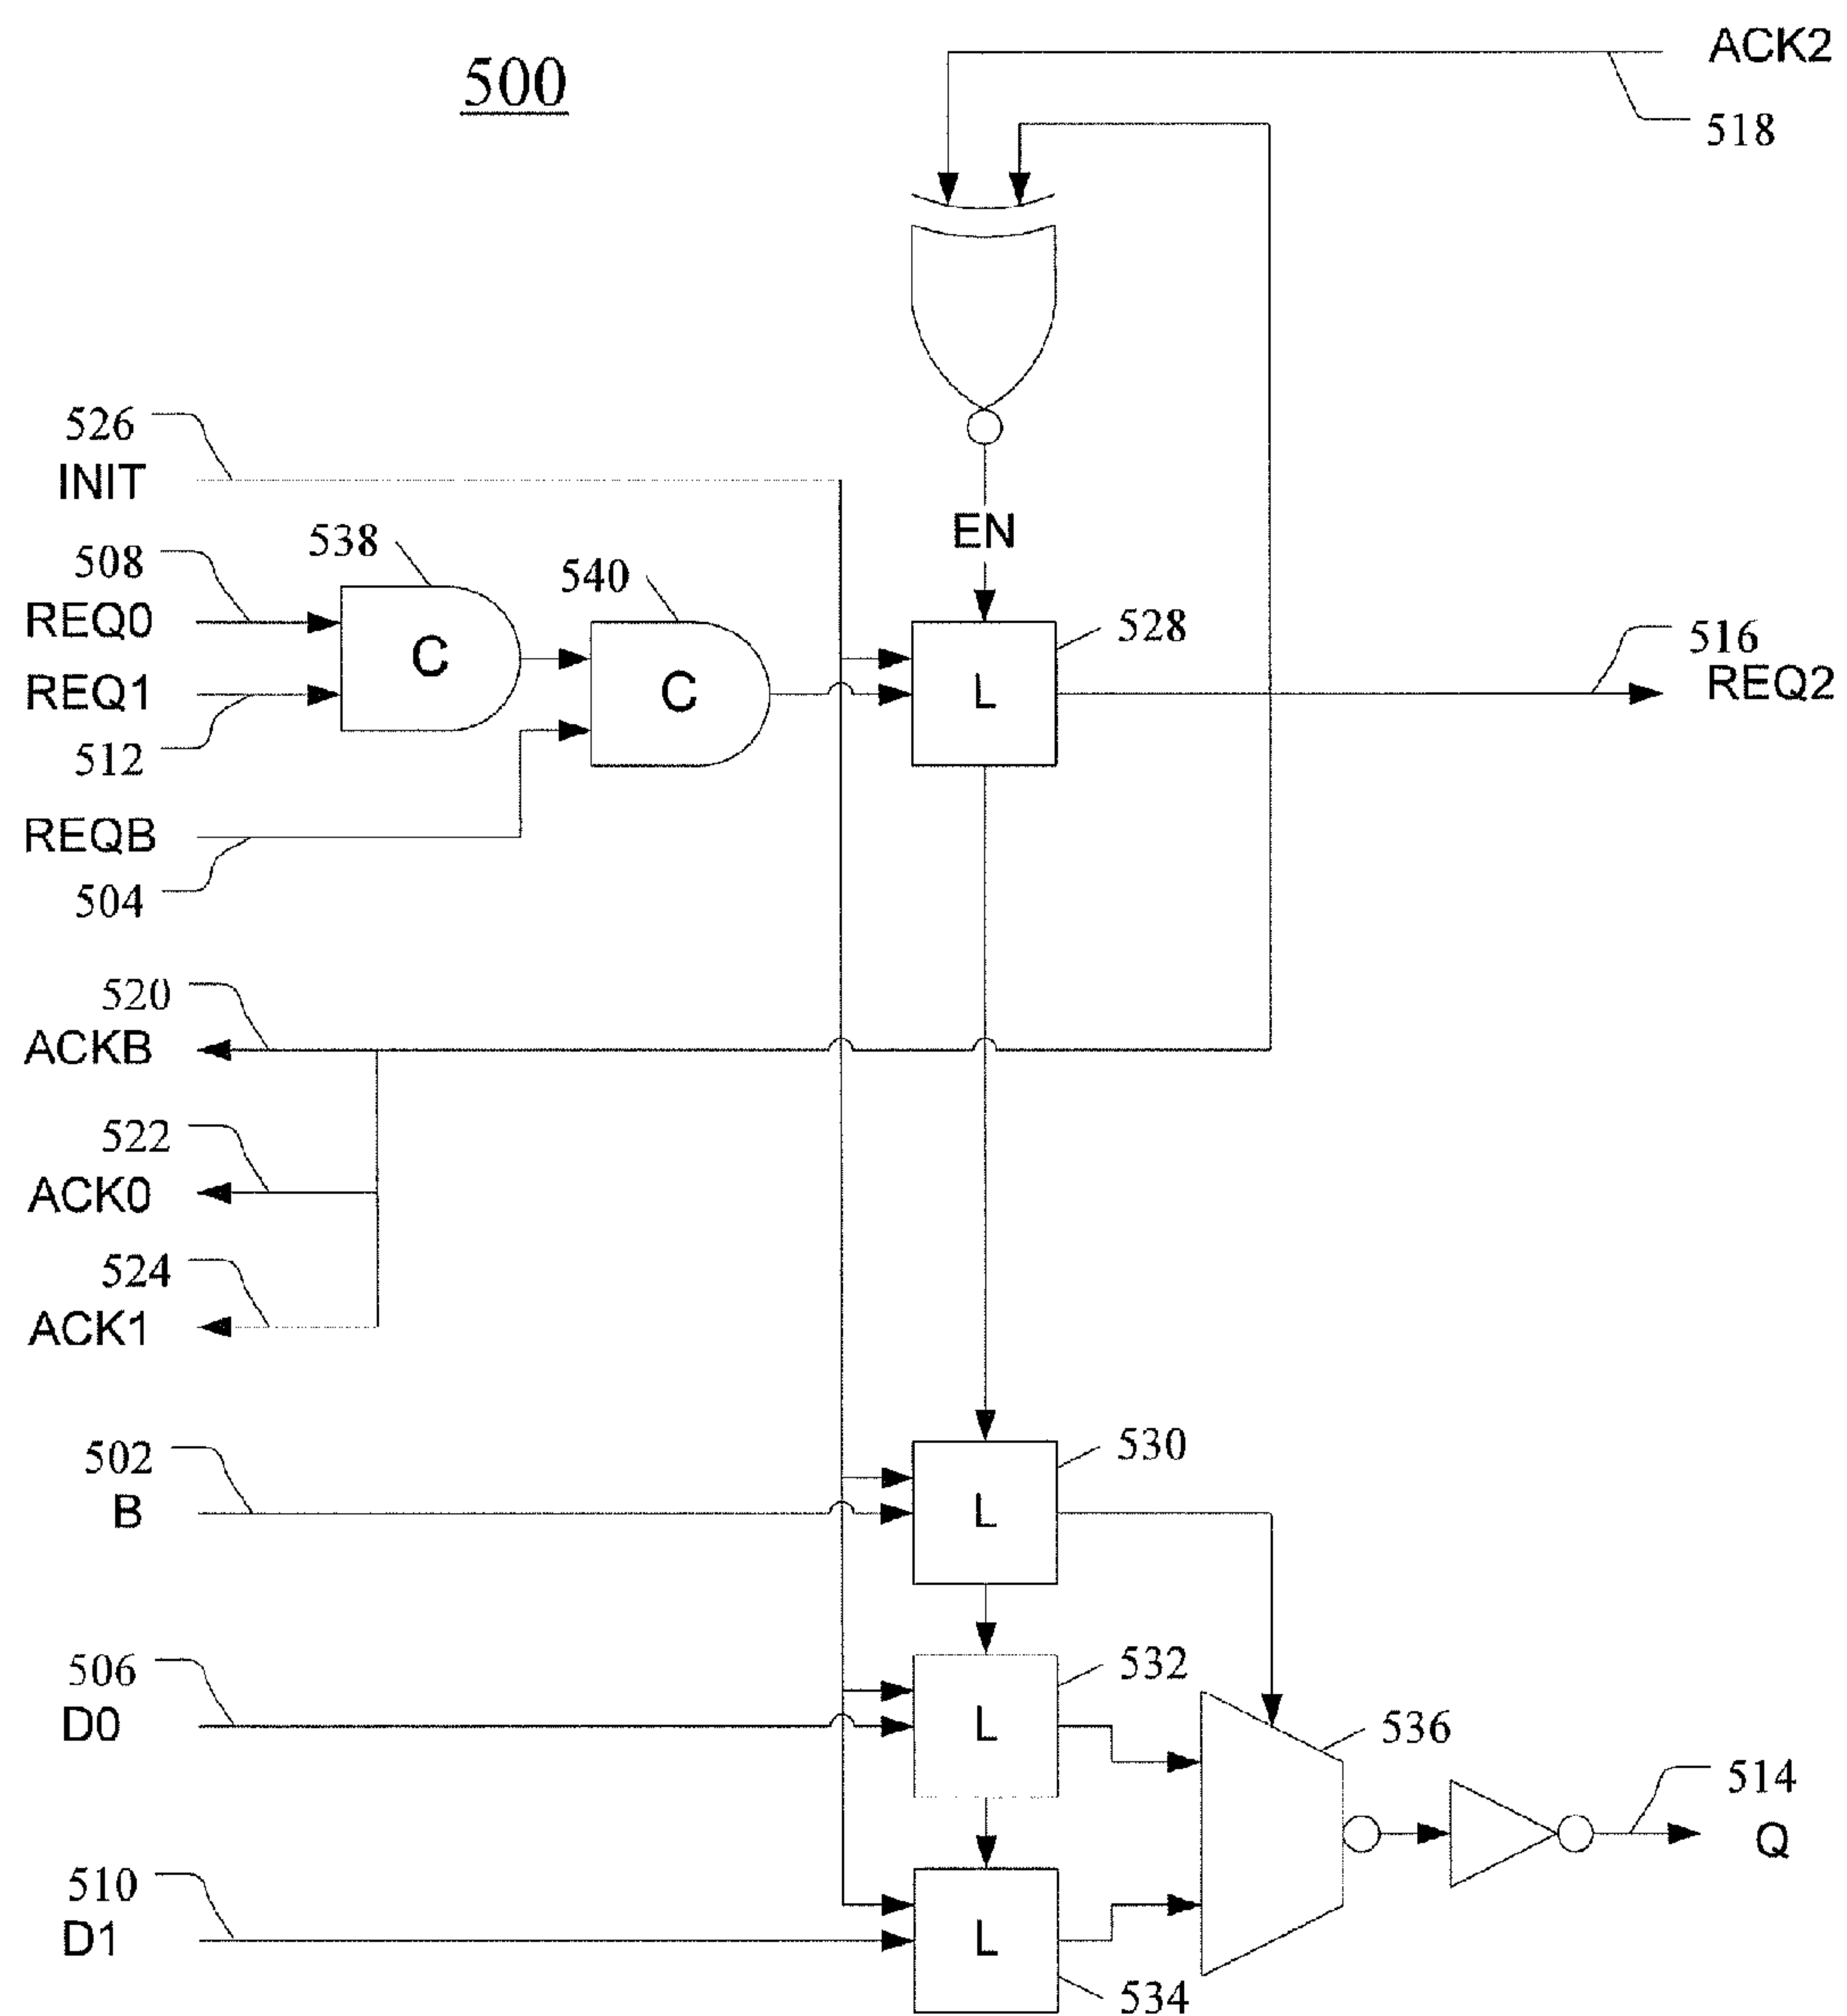 500
ACK2
518
526
INIT
EN
508
538
540
REQ0
528
516
C
C
L
REQ1
REQ2
512
REQB
504
520
ACKB
522
ACK0
524
ACK1
502
530
B
L
506
532
D0
L
536
514
Q
510
D1
L
534